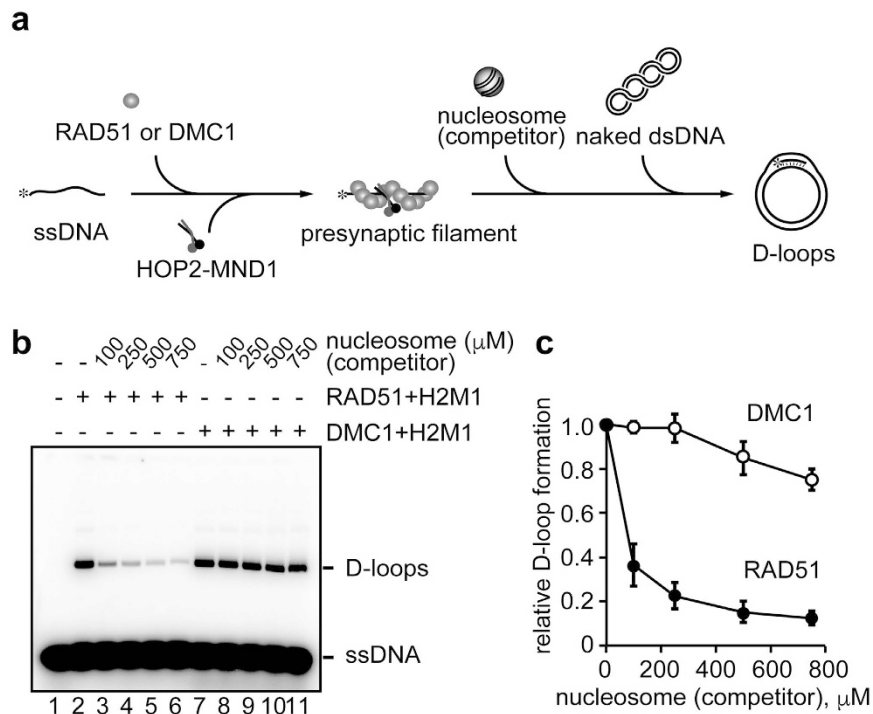 a
RAD51 or DMC1
nucleosome
(competitor)
naked dsDNA
*
ssDNA
HOP2-MND1
*
presynaptic filament
*
D-loops
b
- - 100 250 500 750 - 100 250 500 750 nucleosome (μM)
(competitor)
- + + + + + - - - - - RAD51+H2M1
- - - - - - + + + + + DMC1+H2M1
D-loops
ssDNA
1 2 3 4 5 6 7 8 9 10 11
c
relative D-loop formation
1.0
0.8
0.6
0.4
0.2
0
DMC1
RAD51
0 200 400 600 800
nucleosome (competitor), μM